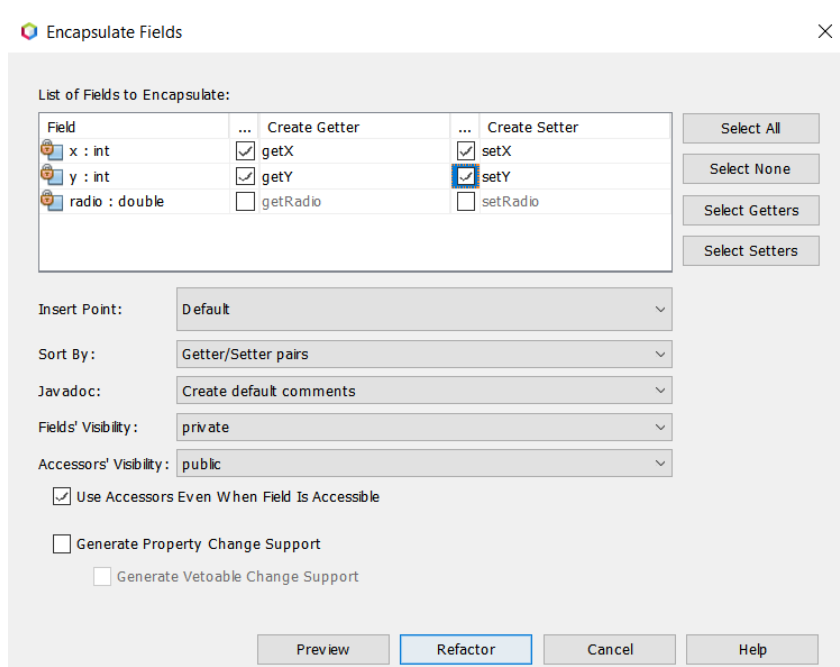 Encapsulate Fields
List of Fields to Encapsulate:
Field ... Create Getter ... Create Setter
x : int getX setX
y : int getY setY
radio : double getRadio setRadio
Select All
Select None
Select Getters
Select Setters
Insert Point: Default
Sort By: Getter/Setter pairs
Javadoc: Create default comments
Fields' Visibility: private
Accessors' Visibility: public
Use Accessors Even When Field Is Accessible
Generate Property Change Support
Generate Vetoable Change Support
Preview Refactor Cancel Help